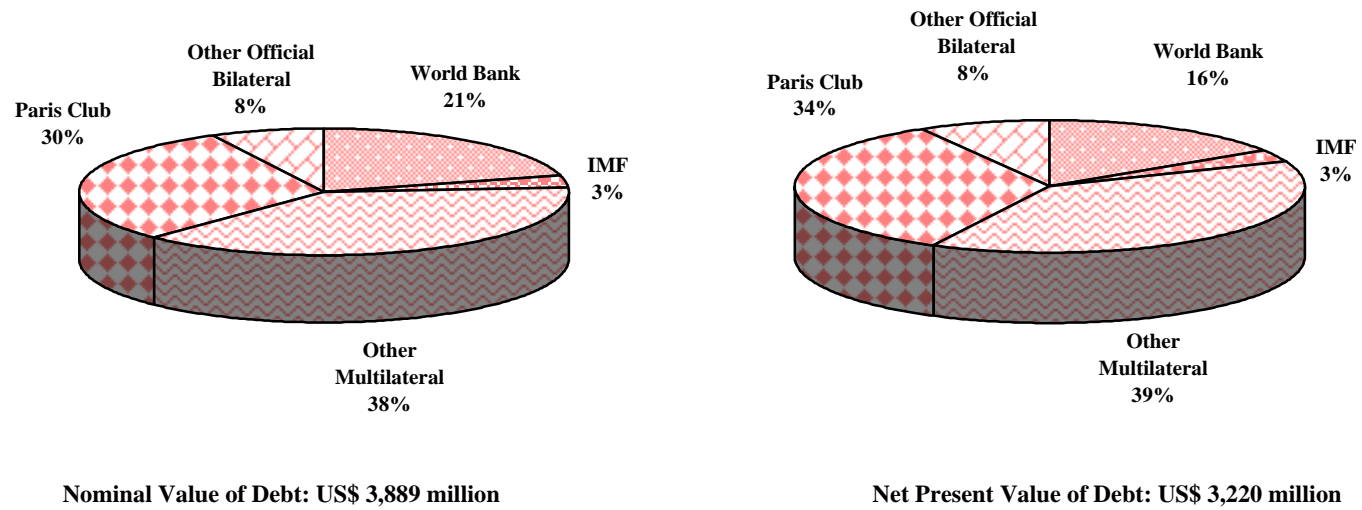 Other Official
Bilateral
8%
World Bank
21%
Paris Club
30%
IMF
3%
Other
Multilateral
38%
Nominal Value of Debt: US$ 3,889 million
Other Official
Bilateral
8%
World Bank
16%
Paris Club
34%
IMF
3%
Other
Multilateral
39%
Net Present Value of Debt: US$ 3,220 million